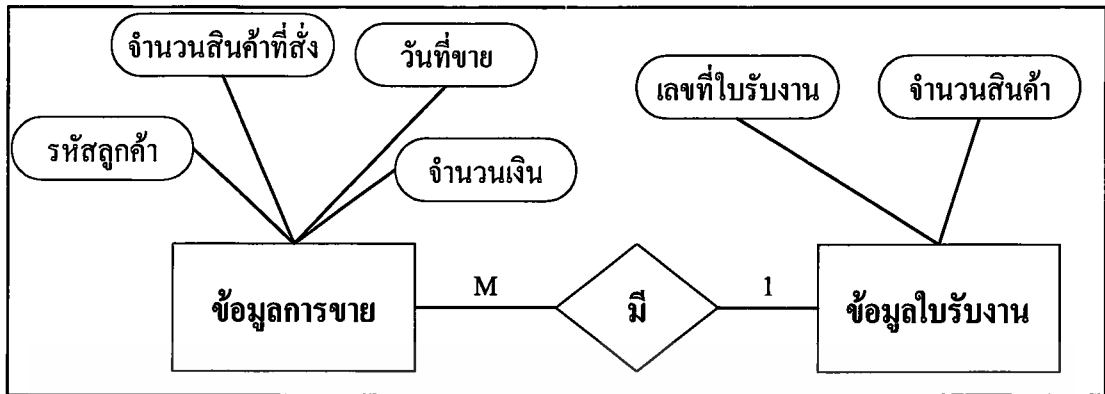 จำนวนสินค้าที่สั่ง
วันที่ขาย
เลขที่ใบรับงาน
จำนวนสินค้า
รหัสลูกค้า
จำนวนเงิน
ข้อมูลการขาย
M
มี
1
ข้อมูลใบรับงาน